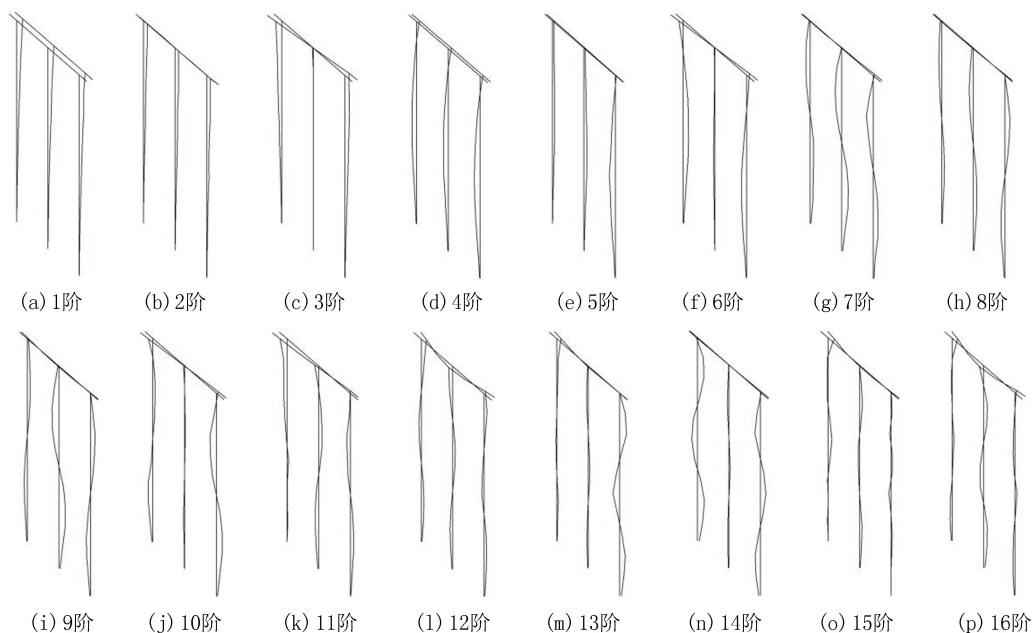 (a)1阶 (b)2阶 (c)3阶 (d)4阶 (e)5阶 (f)6阶 (g)7阶 (h)8阶
(i)9阶 (j)10阶 (k)11阶 (l)12阶 (m)13阶 (n)14阶 (o)15阶 (p)16阶